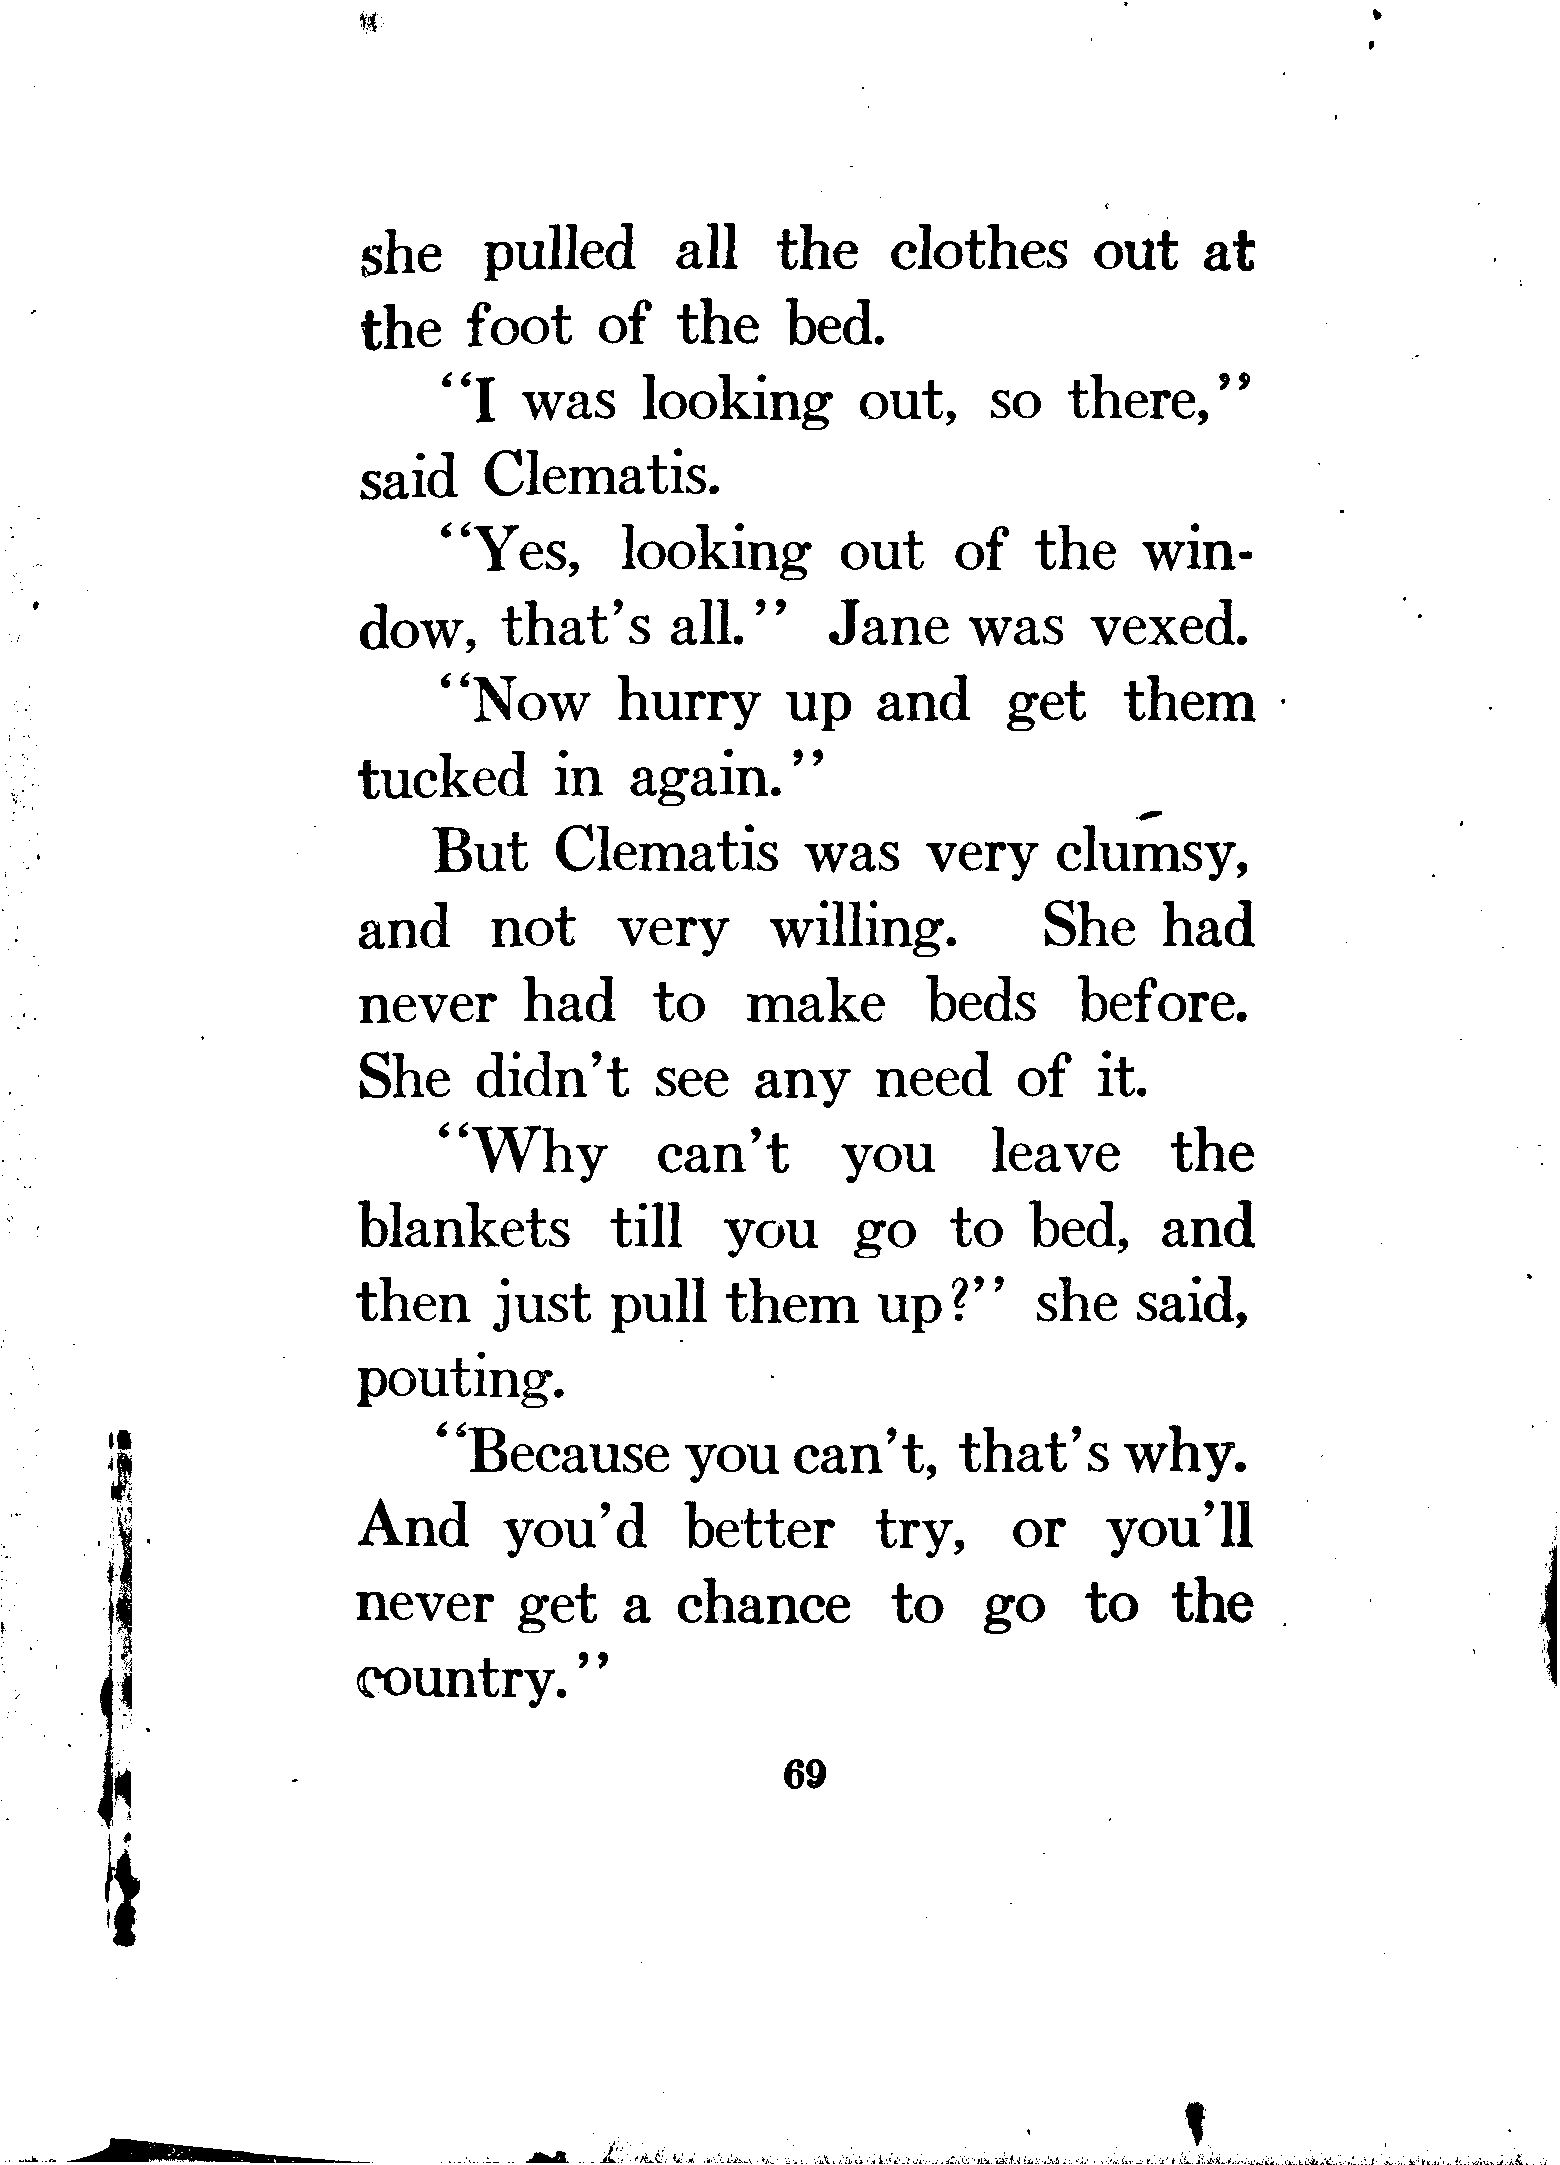 she pulled all the clothes out at
the foot of the bed.
"I was looking out, so there,"
said Clematis.
"Yes, looking out of the win-
dow, that's all." Jane was vexed.
"Now hurry up and get them
tucked in again."
But Clematis was very clumsy,
and not very willing. She had
never had to make beds before.
She didn't see any need of it.
"Why can't you leave the
blankets till you go to bed, and
then just pull them up?" she said,
pouting.
"Because you can't, that's why.
And you'd better try, or you'll
never get a chance to go to the
country."
69